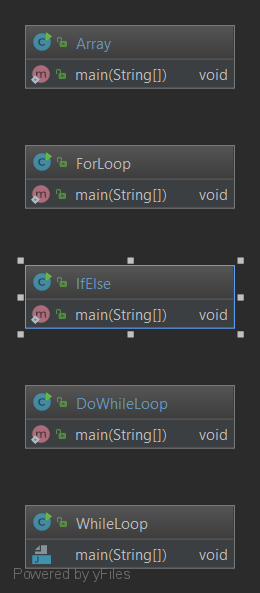 Array
main(String[]) void
ForLoop
main(String[]) void
IfElse
main(String[]) void
DoWhileLoop
main(String[]) void
WhileLoop
main(String[]) void
Powered by yFiles